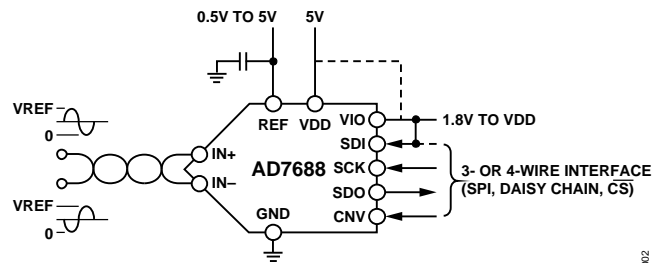 0.5V TO 5V 5V
REF VDD VIO 1.8V TO VDD
VREF
0
IN+
IN–
VREF
0
AD7688
SDI
SCK
SDO
CNV
GND
3- OR 4-WIRE INTERFACE
(SPI, DAISY CHAIN, CS)